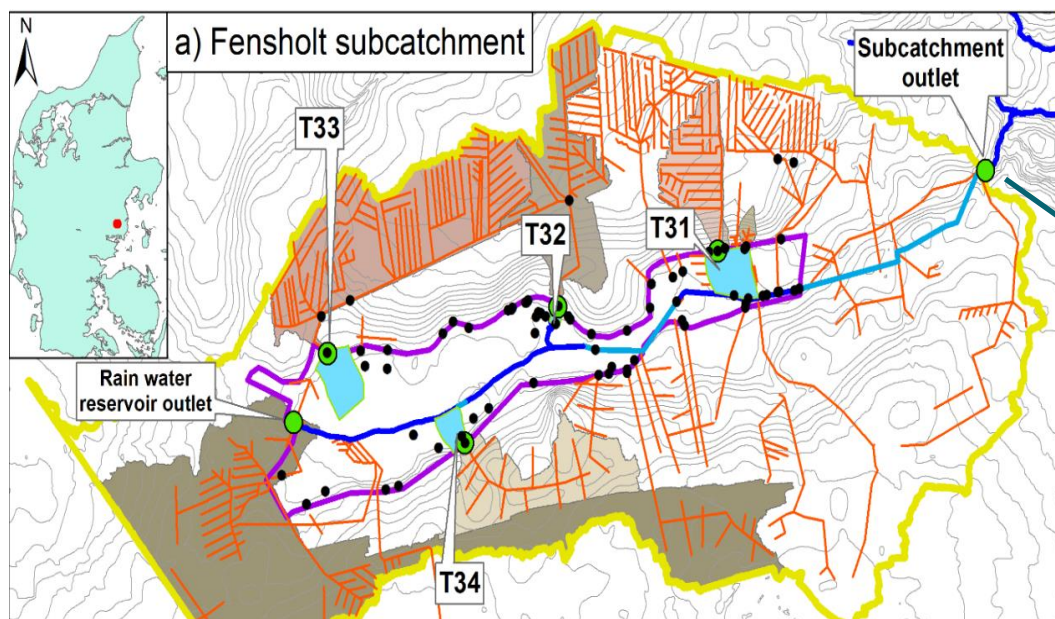 N
a) Fensholt subcatchment
Subcatchment
outlet
T33
T32
T31
Rain water
reservoir outlet
T34